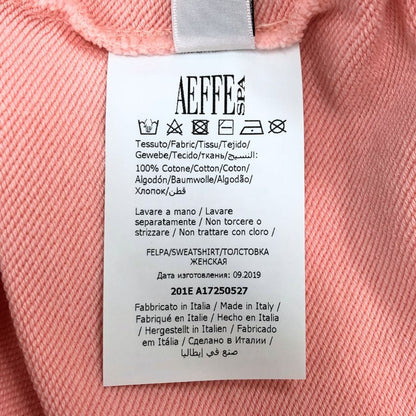 AEFFE SPA
Tessuto/Fabric/Tissu/Tejido/
Gewebe/Tecido/ткань/النسيج:
100% Cotone/Cotton/Coton/
Algodón/Baumwolle/Algodão/
Хлопок/قطن
Lavare a mano / Lavare
separatamente / Non torcere o
strizzare / Non trattare con cloro /
FELPA/SWEATSHIRT/ТОЛСТОВКА
ЖЕНСКАЯ
Дата изготовления: 09.2019
201E A17250527
Fabbricato in Italia / Made in Italy /
Fabriqué en Italie / Hecho en Italia
/ Hergestellt in Italien / Fabricado
em Itália / Сделано в Италии /
صنع في إيطاليا